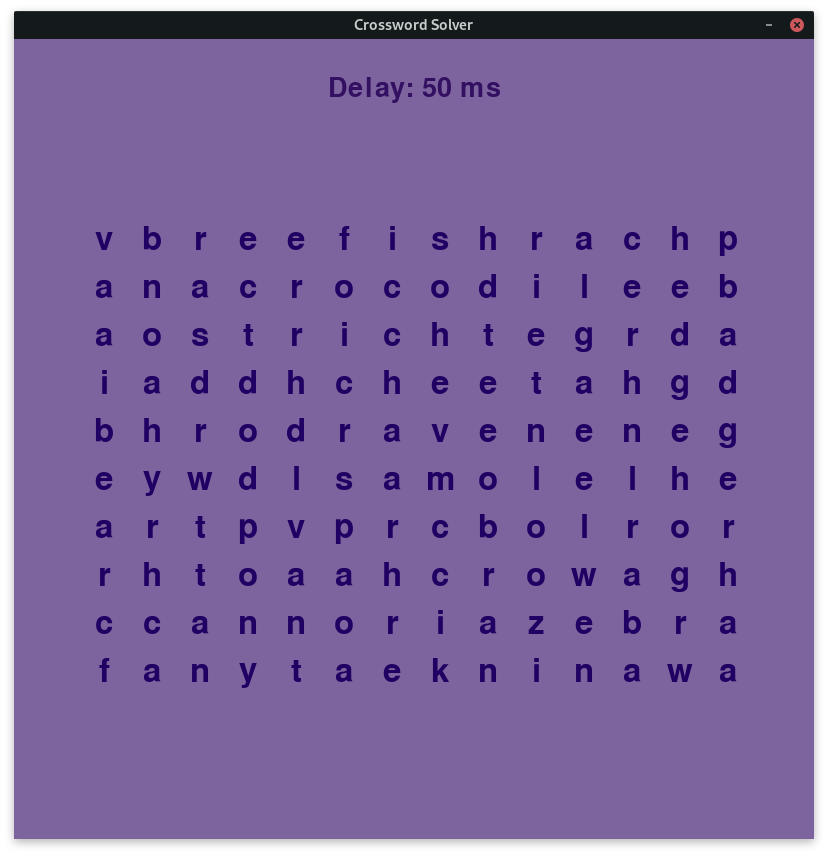 Crossword Solver
Delay: 50 ms
v b r e e f i s h r a c h p
a n a c r o c o d i l e e b
a o s t r i c h t e g r d a
i a d d h c h e e t a h g d
b h r o d r a v e n e n e g
e y w d l s a m o l e l h e
a r t p v p r c b o l r o r
r h t o a a h c r o w a g h
c c a n n o r i a z e b r a
f a n y t a e k n i n a w a